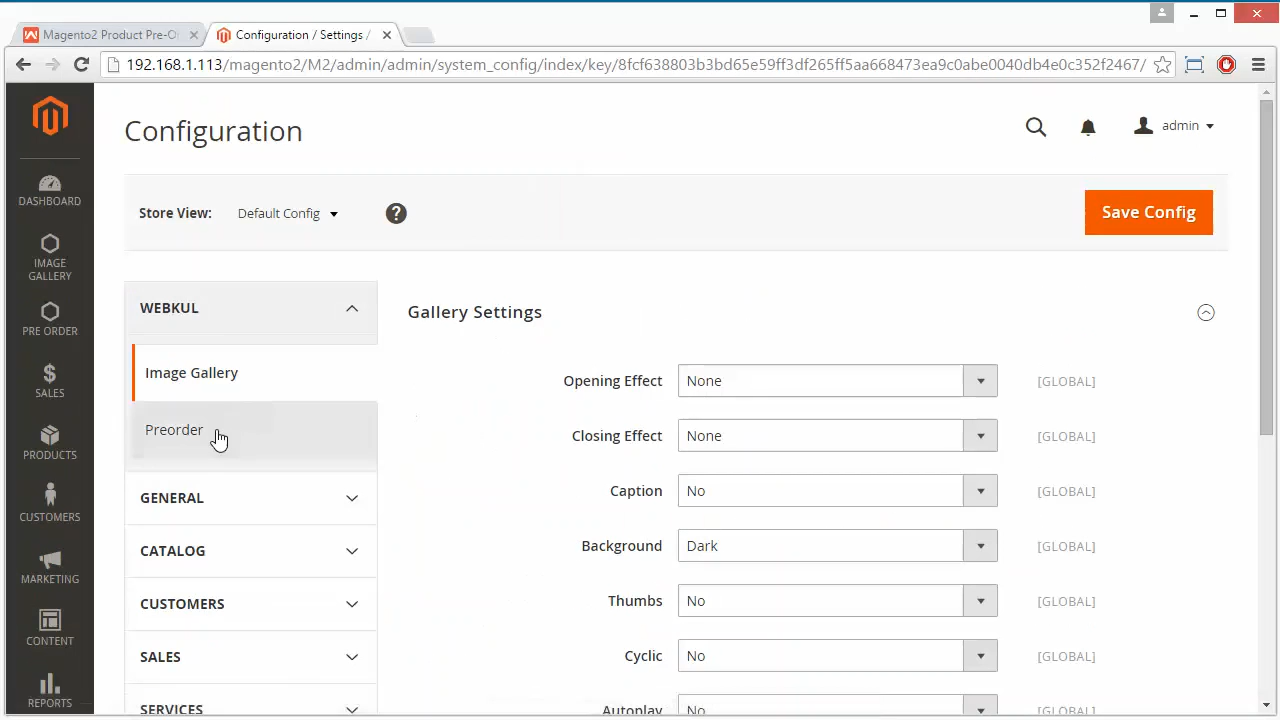 Magento2 Product Pre-O
Configuration / Settings /
192.168.1.113/magento2/M2/admin/admin/system_config/index/key/8fcf638803b3bd65e59ff3df265ff5aa668473ea9c0abe0040db4e0c352f2467/
Configuration
admin
Store View:
Default Config
?
Save Config
DASHBOARD
IMAGE
GALLERY
PRE ORDER
SALES
PRODUCTS
CUSTOMERS
MARKETING
CONTENT
REPORTS
WEBKUL
Image Gallery
Preorder
GENERAL
CATALOG
CUSTOMERS
SALES
SERVICES
Gallery Settings
Opening Effect
None
[GLOBAL]
Closing Effect
None
[GLOBAL]
Caption
No
[GLOBAL]
Background
Dark
[GLOBAL]
Thumbs
No
[GLOBAL]
Cyclic
No
[GLOBAL]
Autoplay
No
[GLOBAL]